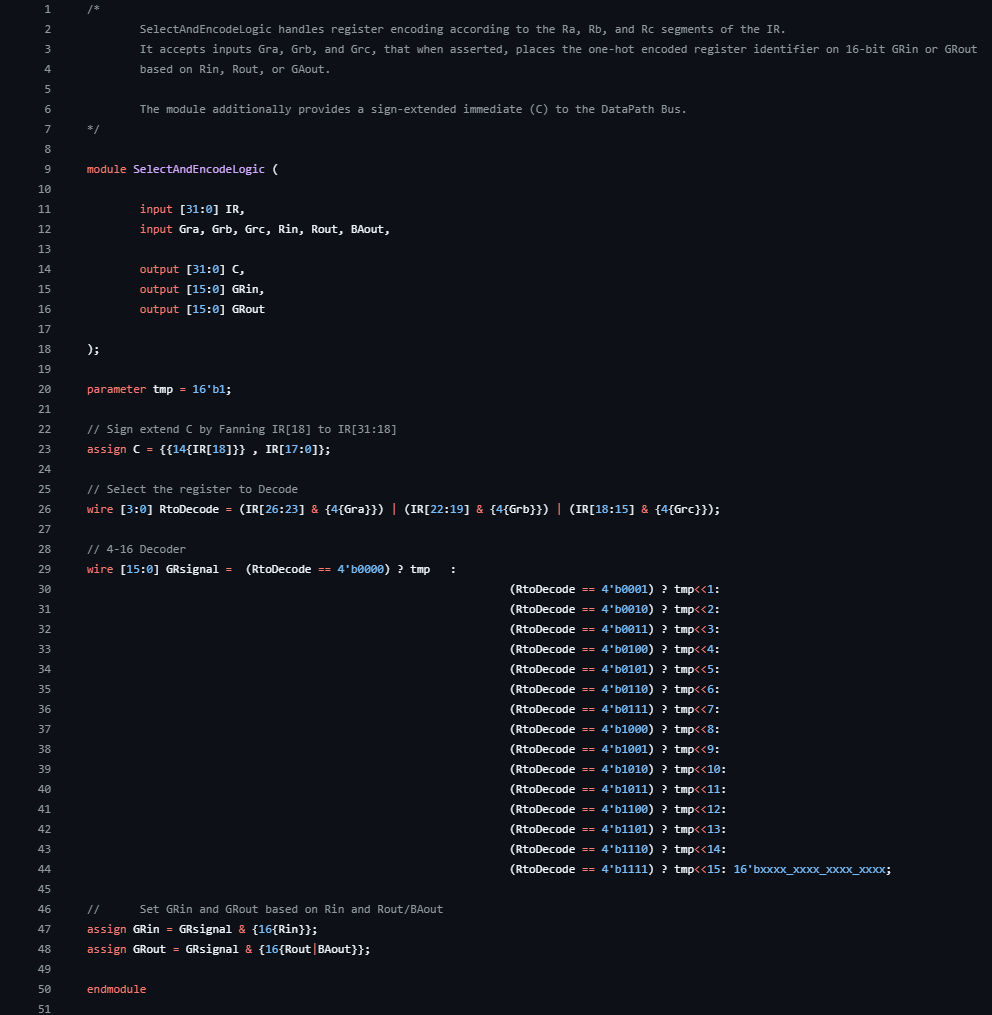 1 /*
2 SelectAndEncodeLogic handles register encoding according to the Ra, Rb, and Rc segments of the IR.
3 It accepts inputs Gra, Grb, and Grc, that when asserted, places the one-hot encoded register identifier on 16-bit GRin or GRout
4 based on Rin, Rout, or GAout.
5
6 The module additionally provides a sign-extended immediate (C) to the DataPath Bus.
7 */
8
9 module SelectAndEncodeLogic (
10
11 input [31:0] IR,
12 input Gra, Grb, Grc, Rin, Rout, BAout,
13
14 output [31:0] C,
15 output [15:0] GRin,
16 output [15:0] GRout
17
18 );
19
20 parameter tmp = 16'b1;
21
22 // Sign extend C by Fanning IR[18] to IR[31:18]
23 assign C = {{14{IR[18]}} , IR[17:0]};
24
25 // Select the register to Decode
26 wire [3:0] RtoDecode = (IR[26:23] & {4{Gra}}) | (IR[22:19] & {4{Grb}}) | (IR[18:15] & {4{Grc}});
27
28 // 4-16 Decoder
29 wire [15:0] GRsignal = (RtoDecode == 4'b0000) ? tmp :
30 (RtoDecode == 4'b0001) ? tmp<<1:
31 (RtoDecode == 4'b0010) ? tmp<<2:
32 (RtoDecode == 4'b0011) ? tmp<<3:
33 (RtoDecode == 4'b0100) ? tmp<<4:
34 (RtoDecode == 4'b0101) ? tmp<<5:
35 (RtoDecode == 4'b0110) ? tmp<<6:
36 (RtoDecode == 4'b0111) ? tmp<<7:
37 (RtoDecode == 4'b1000) ? tmp<<8:
38 (RtoDecode == 4'b1001) ? tmp<<9:
39 (RtoDecode == 4'b1010) ? tmp<<10:
40 (RtoDecode == 4'b1011) ? tmp<<11:
41 (RtoDecode == 4'b1100) ? tmp<<12:
42 (RtoDecode == 4'b1101) ? tmp<<13:
43 (RtoDecode == 4'b1110) ? tmp<<14:
44 (RtoDecode == 4'b1111) ? tmp<<15: 16'bxxxx_xxxx_xxxx_xxxx;
45
46 // Set GRin and GRout based on Rin and Rout/BAout
47 assign GRin = GRsignal & {16{Rin}};
48 assign GRout = GRsignal & {16{Rout|BAout}};
49
50 endmodule
51